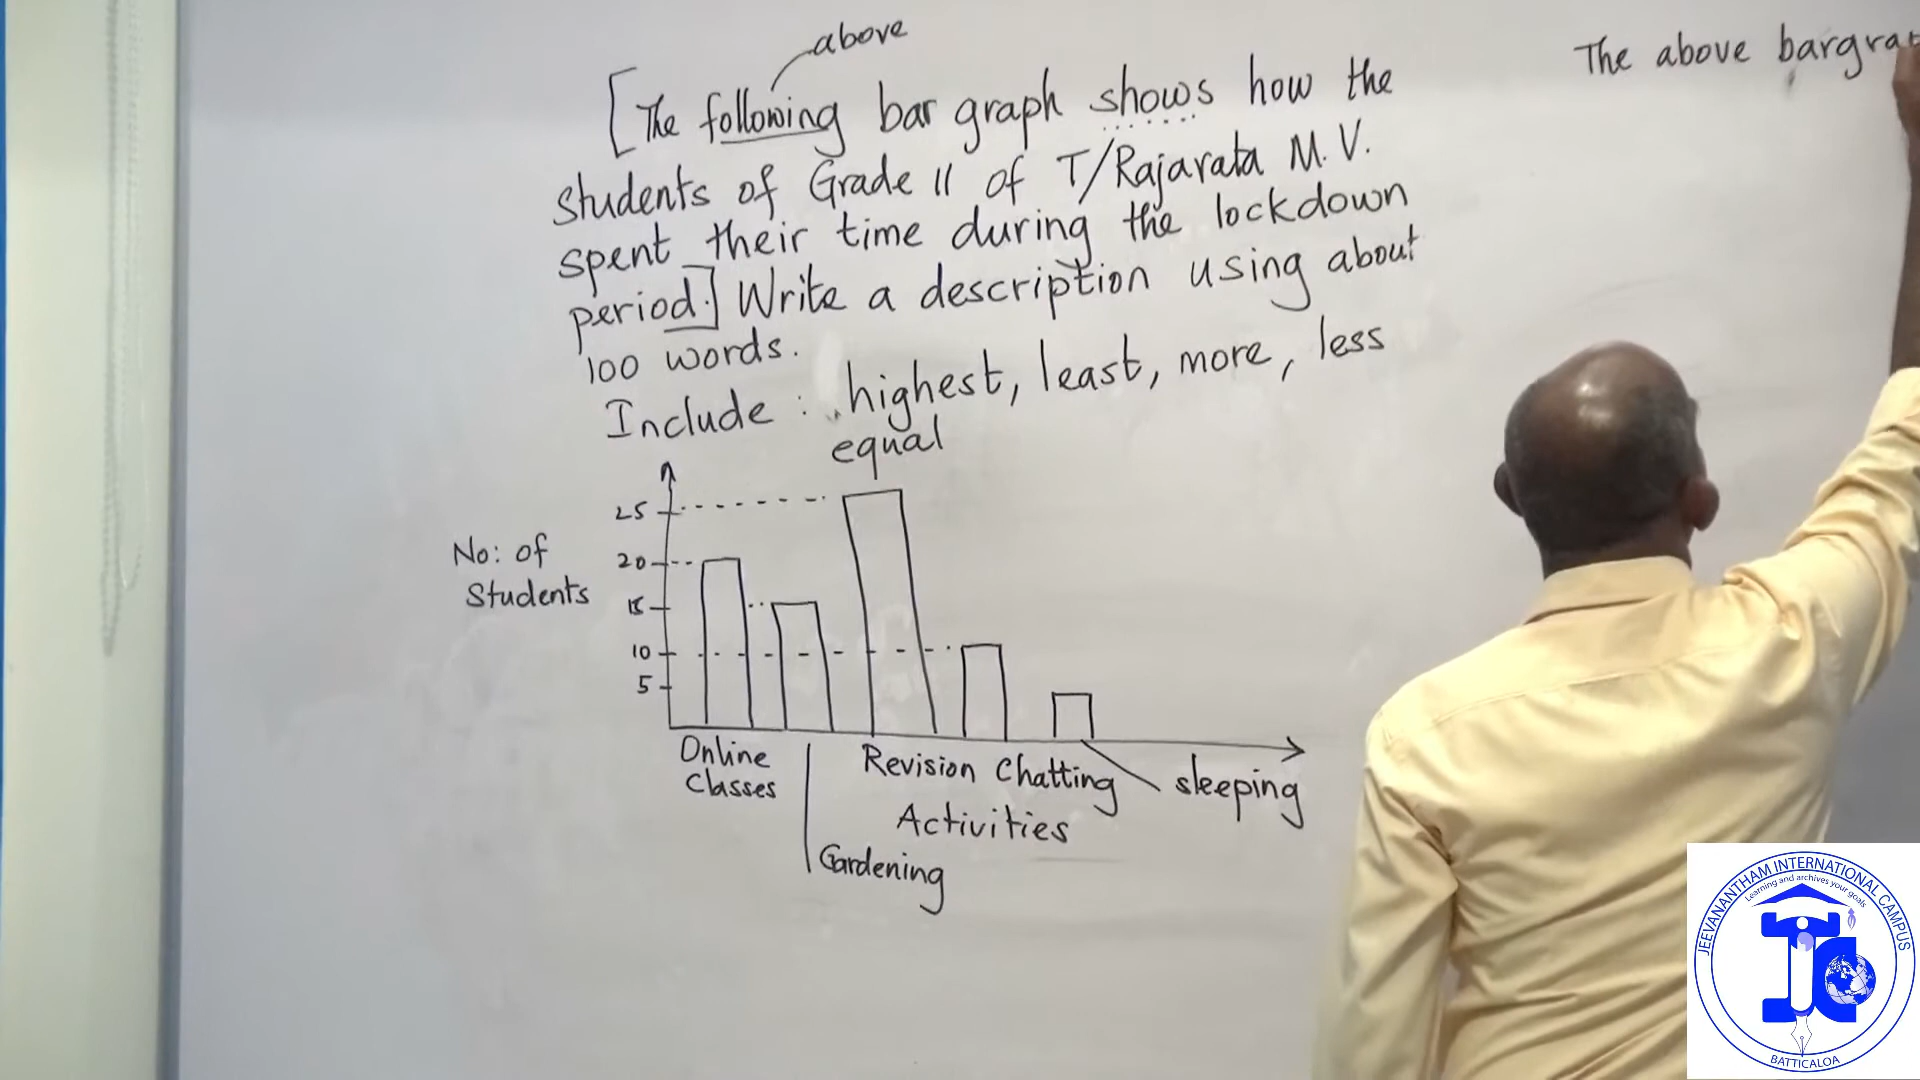 above
[The following bar graph shows how the
students of Grade 11 of T/Rajarata M.V.
spent their time during the lockdown
period.] Write a description using about
100 words.
Include : highest, least, more, less
equal
The above bargra
No: of
Students
25
20
15
10
5
Online
Classes
Gardening
Revision
Chatting
sleeping
Activities
JEEVANANTHAM INTERNATIONAL CAMPUS
Learning and archives your goals
BATTICALOA